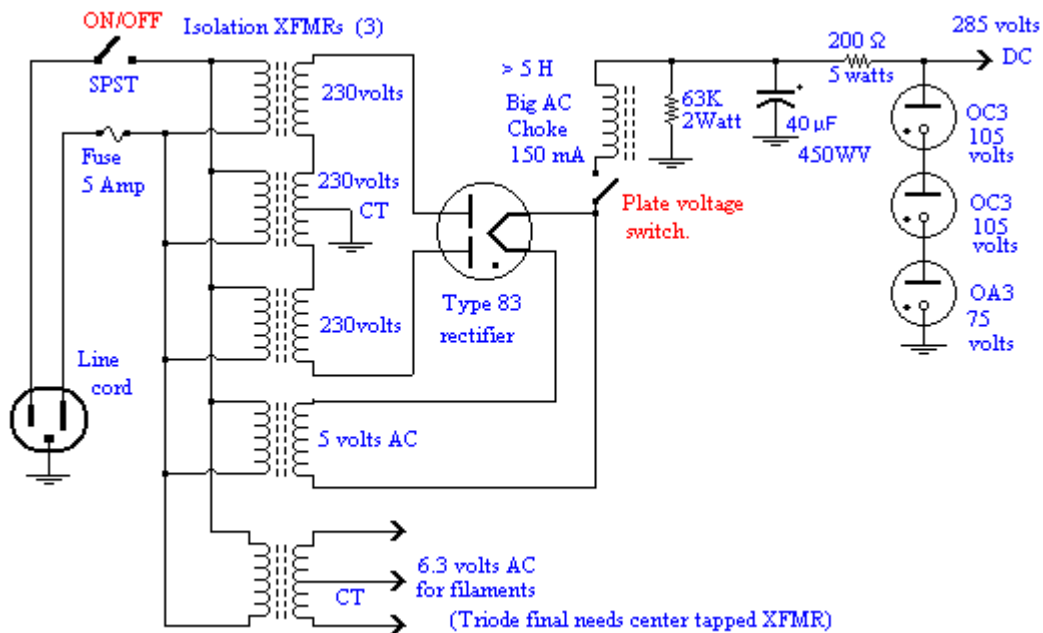 ON/OFF
SPST
Isolation XFMRs (3)
230volts
230volts
CT
230volts
5 volts AC
CT
6.3 volts AC
for filaments
(Triode final needs center tapped XFMR)
Fuse
5 Amp
Line
cord
Type 83
rectifier
> 5 H
Big AC
Choke
150 mA
Plate voltage
switch.
63K
2Watt
40 µF
450WV
200 Ω
5 watts
285 volts
DC
OC3
105
volts
OC3
105
volts
OA3
75
volts